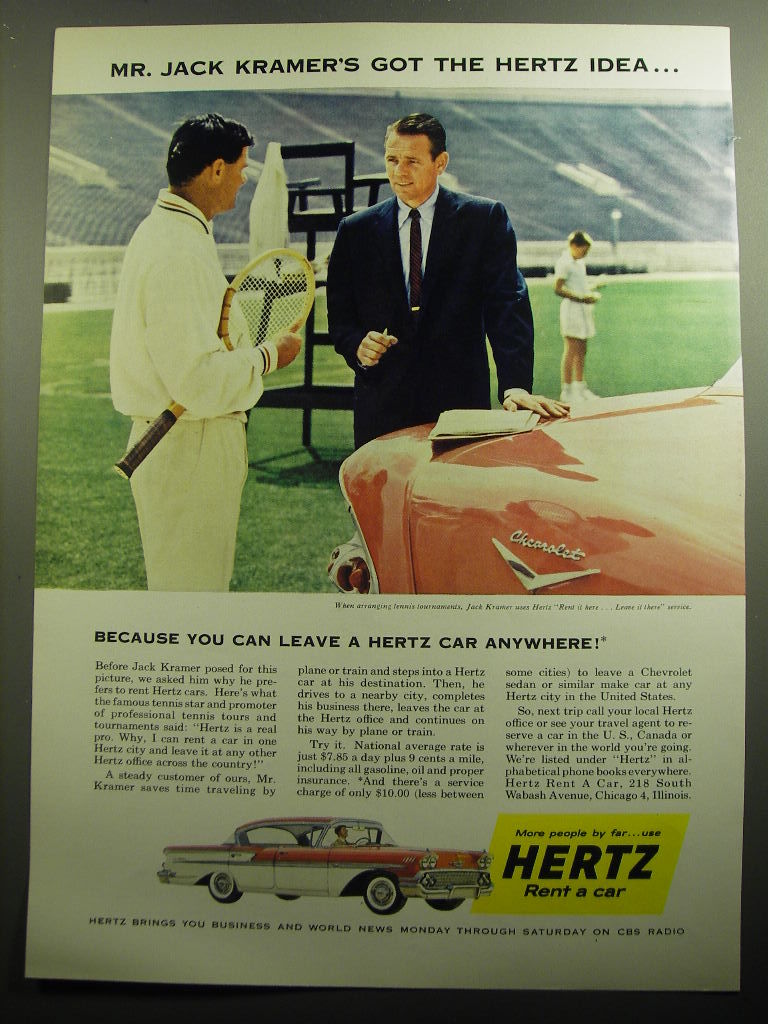 MR. JACK KRAMER'S GOT THE HERTZ IDEA...
Chevrolet
When arranging tennis tournaments, Jack Kramer uses Hertz "Rent it here . . . Leave it there" service.
BECAUSE YOU CAN LEAVE A HERTZ CAR ANYWHERE!*
Before Jack Kramer posed for this
picture, we asked him why he pre-
fers to rent Hertz cars. Here's what
the famous tennis star and promoter
of professional tennis tours and
tournaments said: "Hertz is a real
pro. Why, I can rent a car in one
Hertz city and leave it at any other
Hertz office across the country!"
A steady customer of ours, Mr.
Kramer saves time traveling by
plane or train and steps into a Hertz
car at his destination. Then, he
drives to a nearby city, completes
his business there, leaves the car at
the Hertz office and continues on
his way by plane or train.
Try it. National average rate is
just $7.85 a day plus 9 cents a mile,
including all gasoline, oil and proper
insurance. *And there's a service
charge of only $10.00 (less between
some cities) to leave a Chevrolet
sedan or similar make car at any
Hertz city in the United States.
So, next trip call your local Hertz
office or see your travel agent to re-
serve a car in the U. S., Canada or
wherever in the world you're going.
We're listed under "Hertz" in al-
phabetical phone books everywhere.
Hertz Rent A Car, 218 South
Wabash Avenue, Chicago 4, Illinois.
More people by far...use
HERTZ
Rent a car
HERTZ BRINGS YOU BUSINESS AND WORLD NEWS MONDAY THROUGH SATURDAY ON CBS RADIO